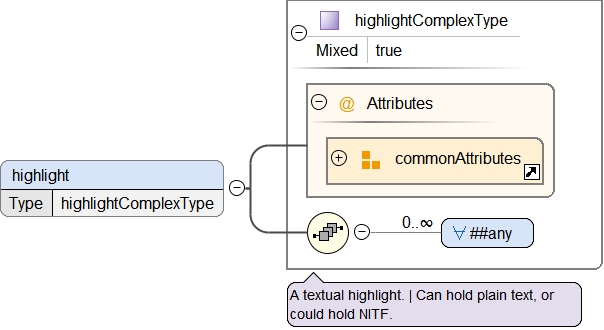 highlightComplexType
Mixed true
@ Attributes
commonAttributes
highlight
Type highlightComplexType
0..∞
∀ ##any
A textual highlight. | Can hold plain text, or
could hold NITF.